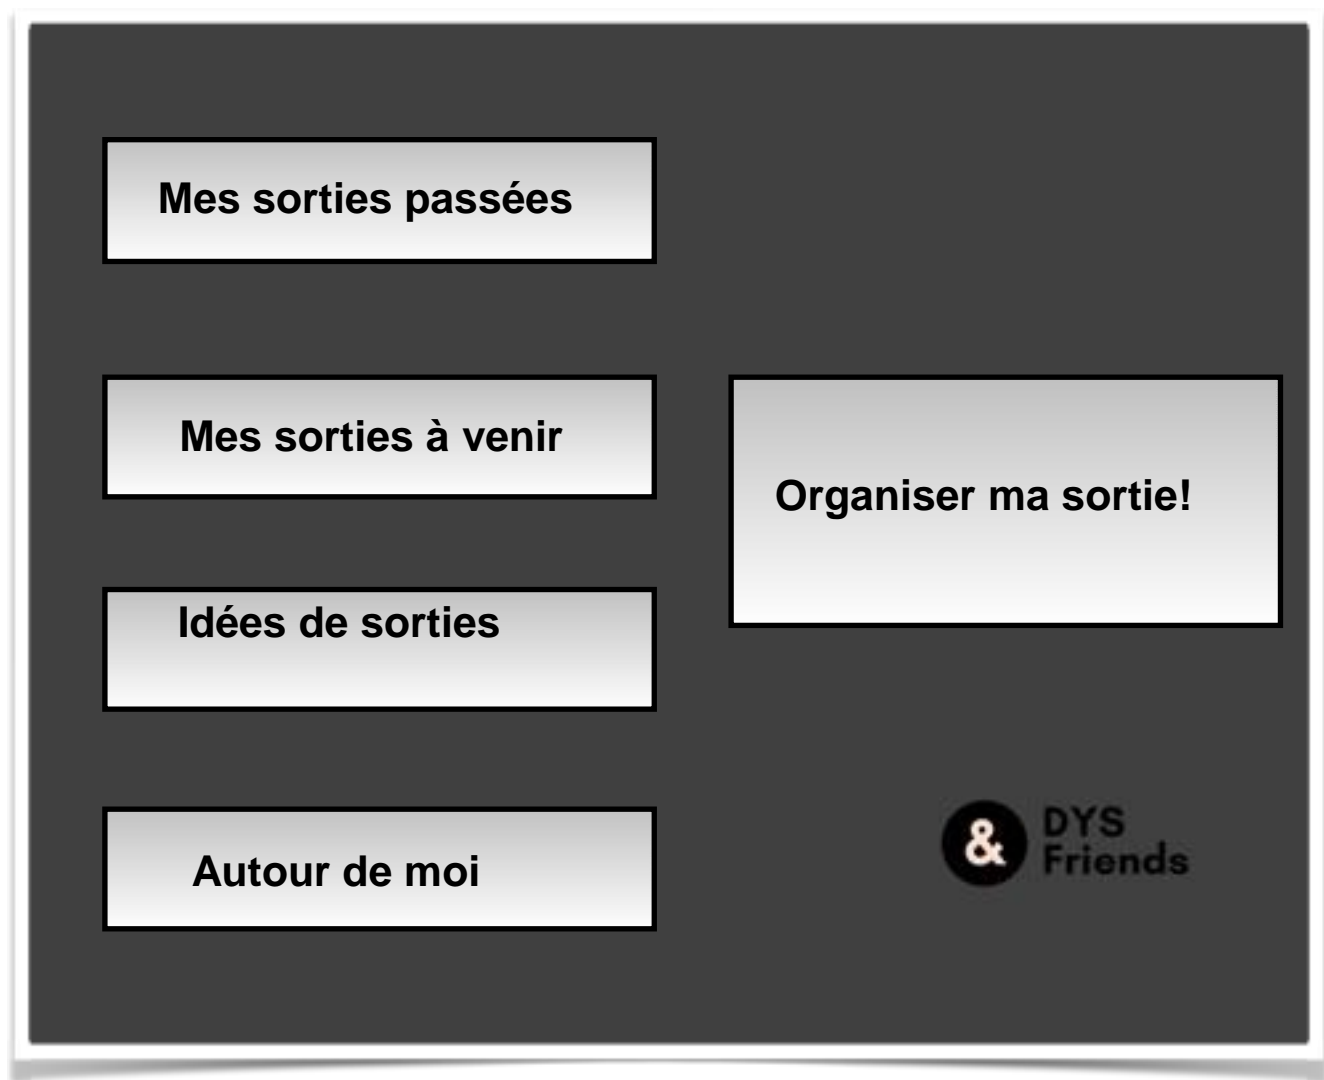 Mes sorties passées
Mes sorties à venir
Organiser ma sortie!
Idées de sorties
Autour de moi
& DYS
Friends